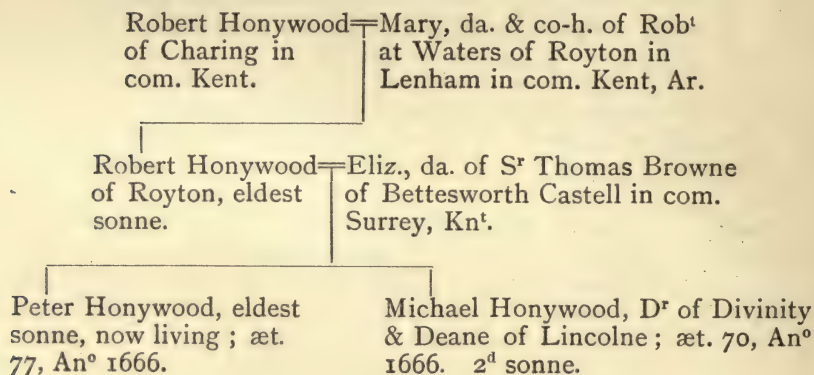 Robert Honywood
of Charing in
com. Kent.
Mary, da. & co-h. of Robᵗ
at Waters of Royton in
Lenham in com. Kent, Ar.
Robert Honywood
of Royton, eldest
sonne.
Eliz., da. of Sʳ Thomas Browne
of Bettesworth Castell in com.
Surrey, Knᵗ.
Peter Honywood, eldest
sonne, now living ; æt.
77, Anᵒ 1666.
Michael Honywood, Dʳ of Divinity
& Deane of Lincolne ; æt. 70, Anᵒ
1666. 2ᵈ sonne.